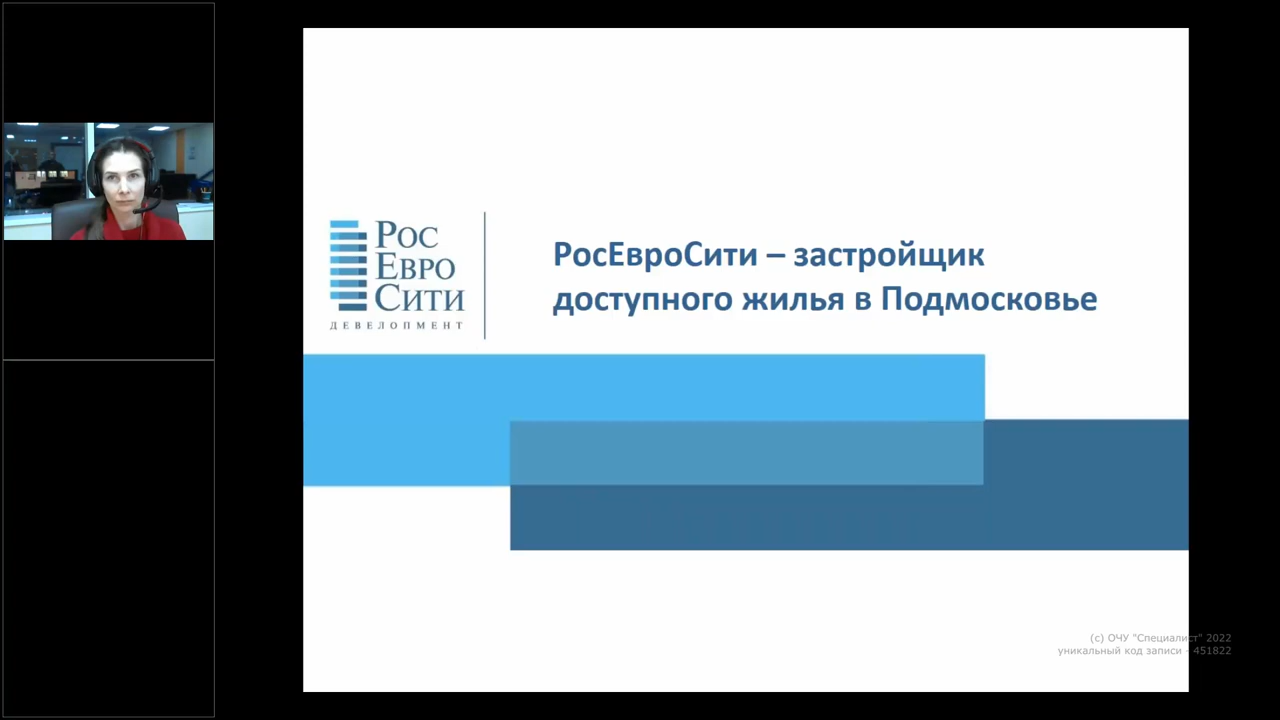 Рос
Евро
Сити
ДЕВЕЛОПМЕНТ
РосЕвроСити – застройщик
доступного жилья в Подмосковье
(с) ОЧУ "Специалист" 2022
уникальный код записи - 451822